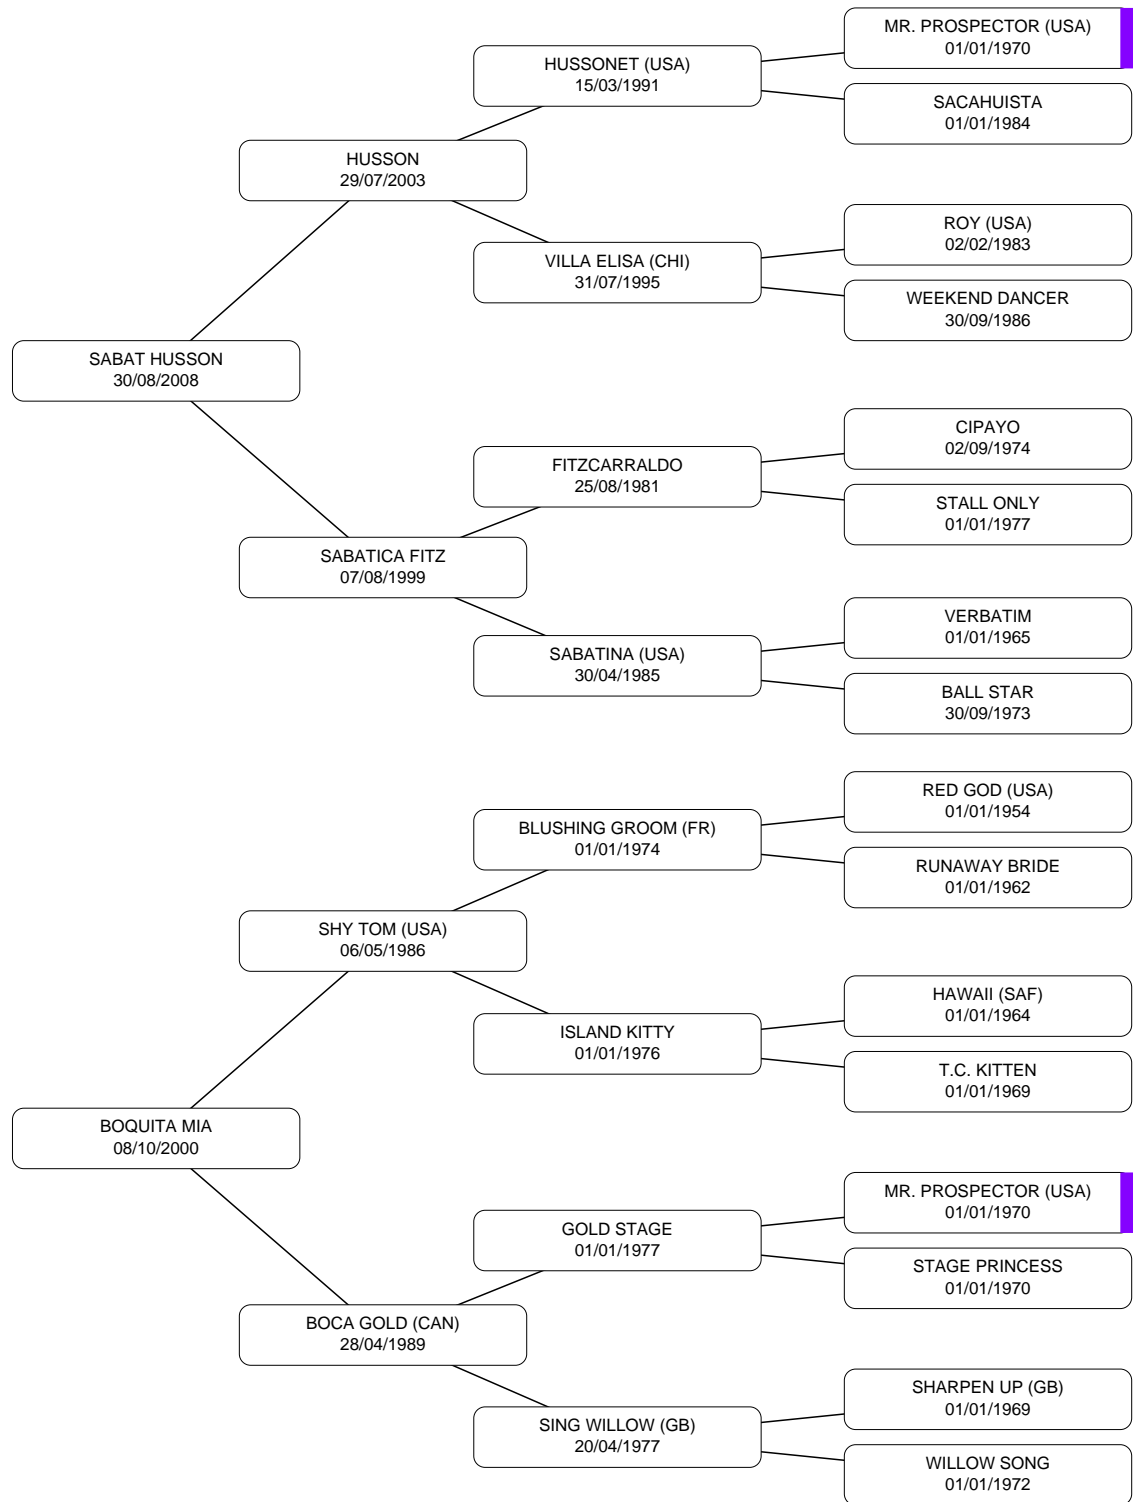 MR. PROSPECTOR (USA)
01/01/1970
HUSSONET (USA)
15/03/1991
SACAHUISTA
01/01/1984
HUSSON
29/07/2003
ROY (USA)
02/02/1983
VILLA ELISA (CHI)
31/07/1995
WEEKEND DANCER
30/09/1986
SABAT HUSSON
30/08/2008
CIPAYO
02/09/1974
FITZCARRALDO
25/08/1981
STALL ONLY
01/01/1977
SABATICA FITZ
07/08/1999
VERBATIM
01/01/1965
SABATINA (USA)
30/04/1985
BALL STAR
30/09/1973
RED GOD (USA)
01/01/1954
BLUSHING GROOM (FR)
01/01/1974
RUNAWAY BRIDE
01/01/1962
SHY TOM (USA)
06/05/1986
HAWAII (SAF)
01/01/1964
ISLAND KITTY
01/01/1976
T.C. KITTEN
01/01/1969
BOQUITA MIA
08/10/2000
MR. PROSPECTOR (USA)
01/01/1970
GOLD STAGE
01/01/1977
STAGE PRINCESS
01/01/1970
BOCA GOLD (CAN)
28/04/1989
SHARPEN UP (GB)
01/01/1969
SING WILLOW (GB)
20/04/1977
WILLOW SONG
01/01/1972